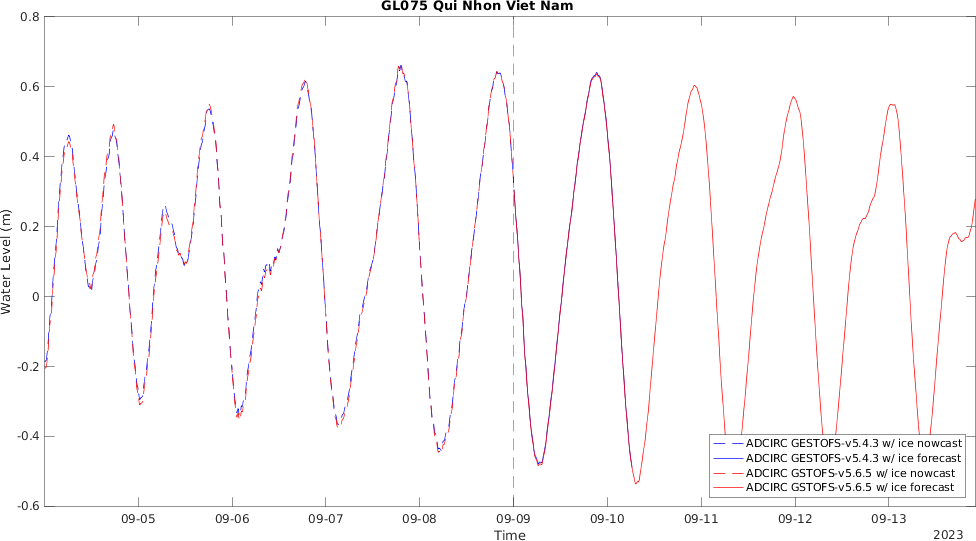 GL075 Qui Nhon Viet Nam
0.8
0.6
0.4
0.2
0
-0.2
-0.4
-0.6
Water Level (m)
ADCIRC GESTOFS-v5.4.3 w/ ice nowcast
ADCIRC GESTOFS-v5.4.3 w/ ice forecast
ADCIRC GSTOFS-v5.6.5 w/ ice nowcast
ADCIRC GSTOFS-v5.6.5 w/ ice forecast
09-05 09-06 09-07 09-08 09-09 09-10 09-11 09-12 09-13
Time
2023